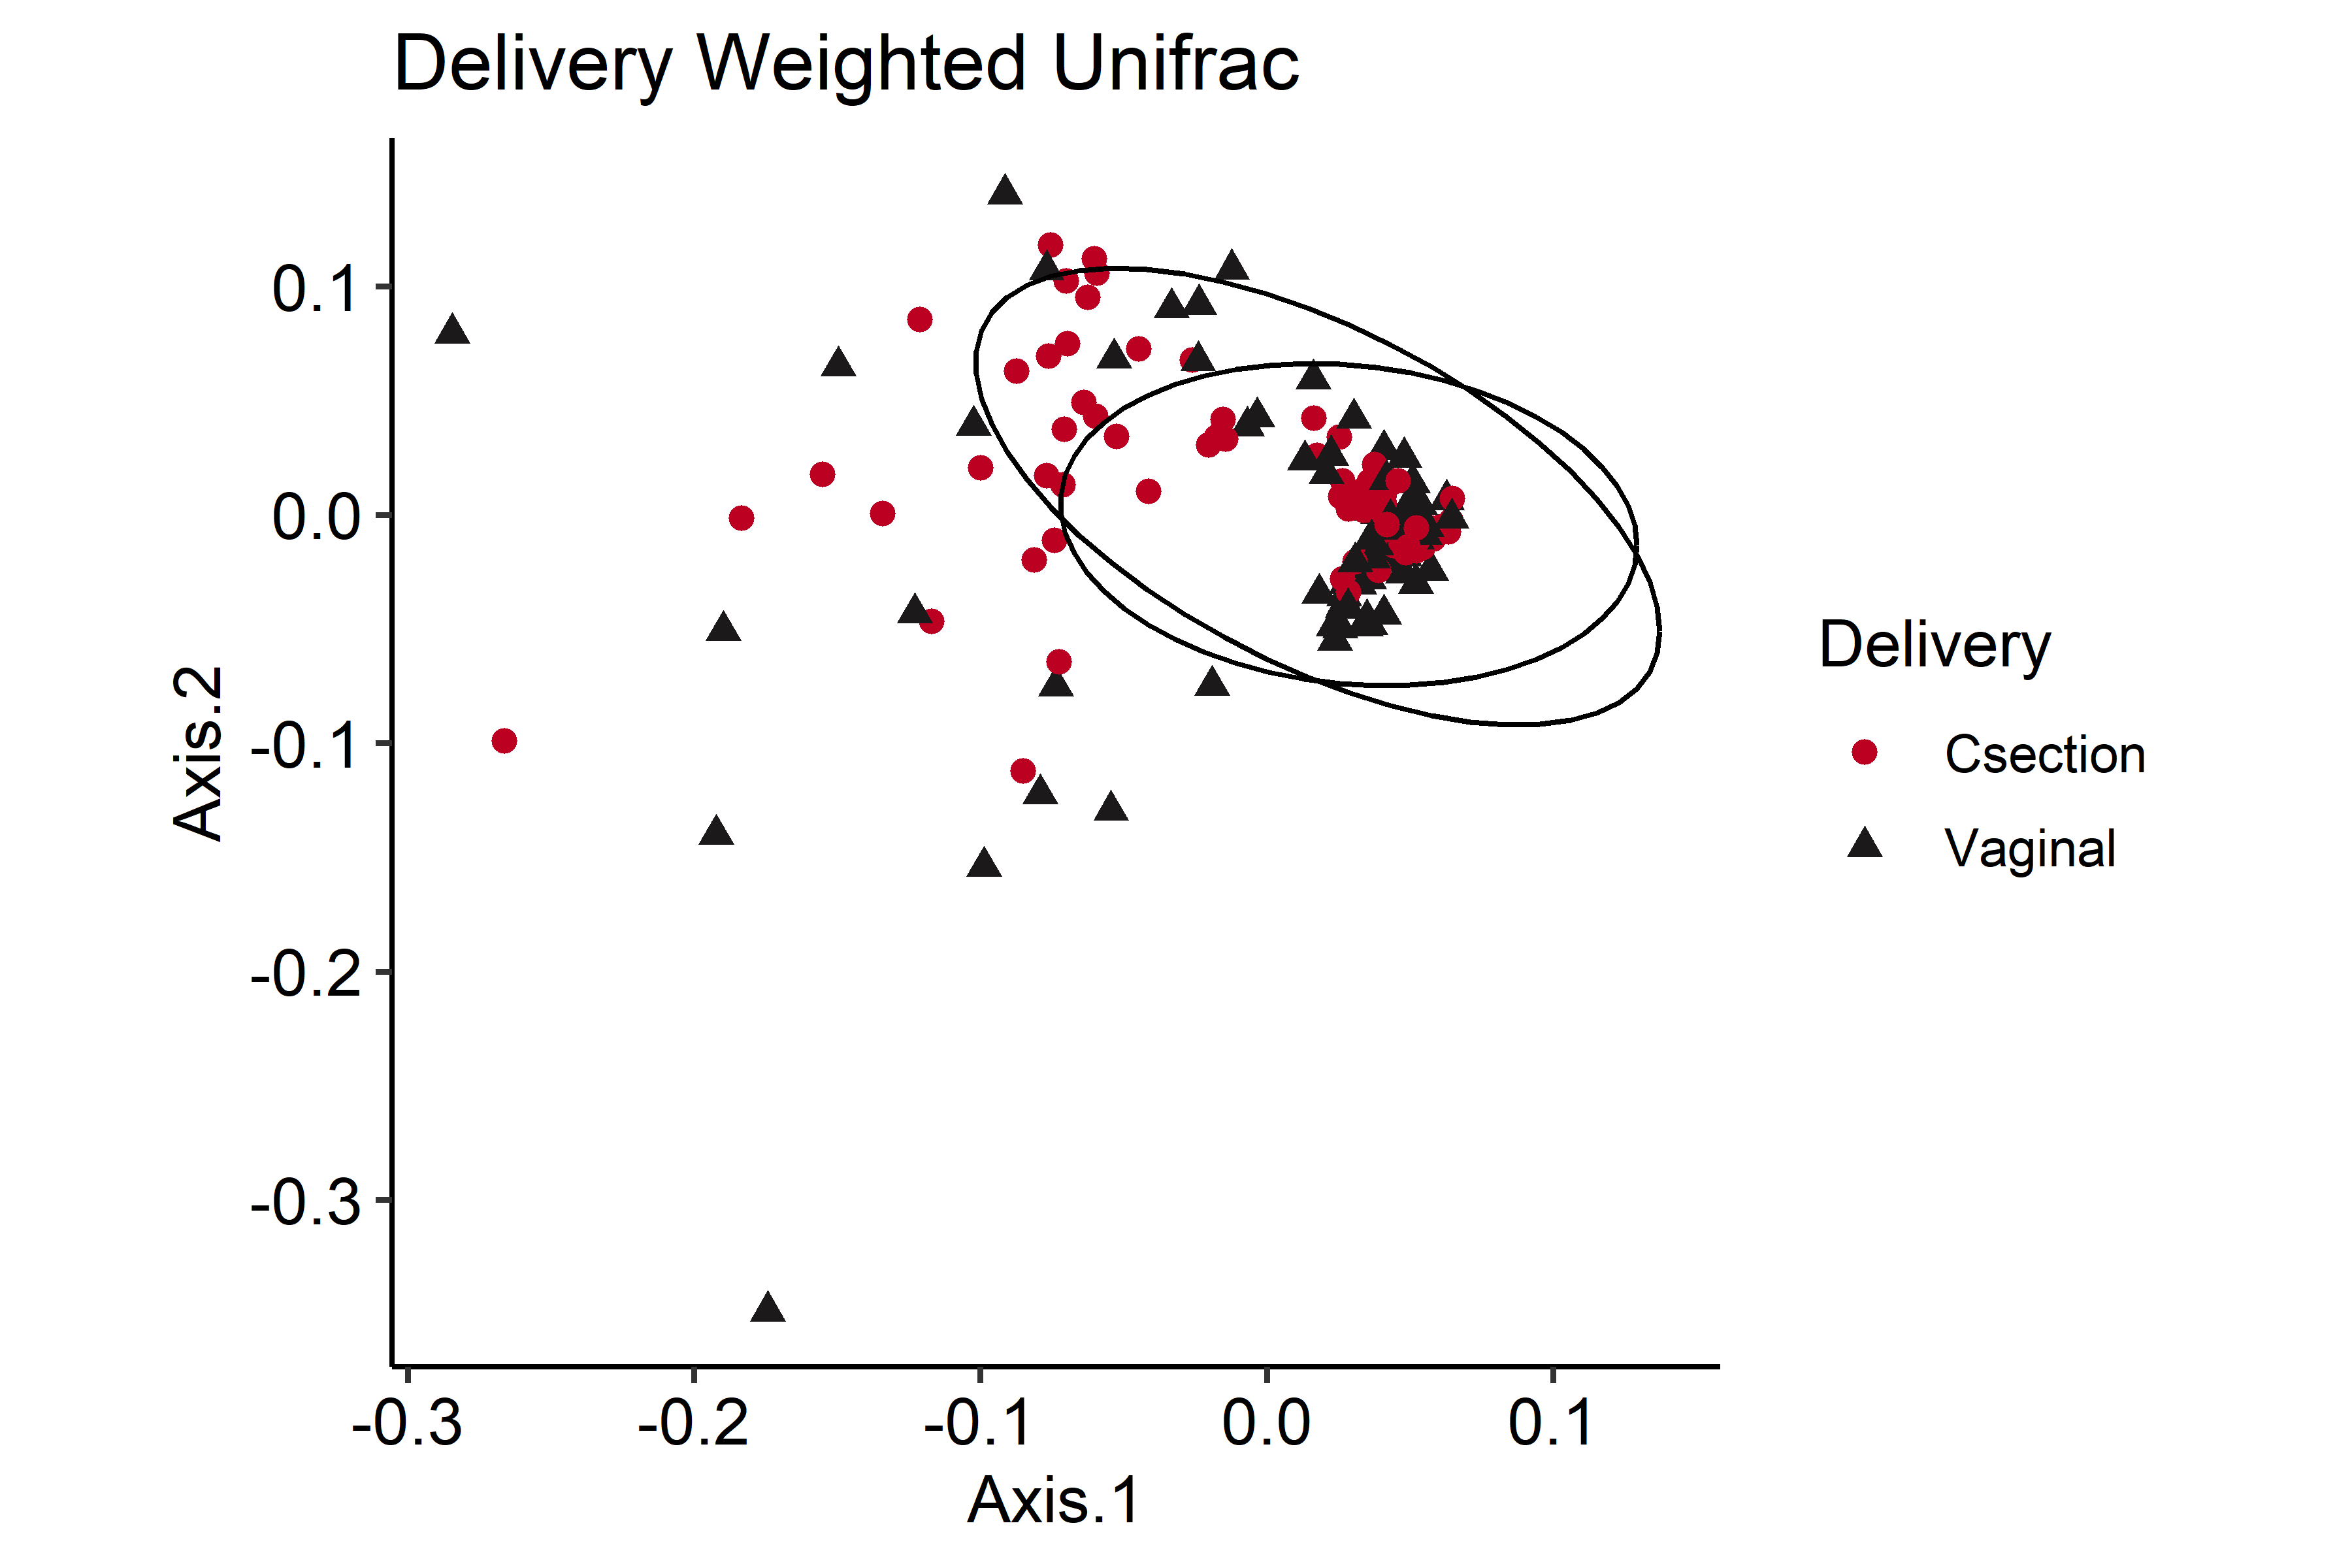 Delivery Weighted Unifrac
0.1
0.0
-0.1
-0.2
-0.3
Axis.2
-0.3 -0.2 -0.1 0.0 0.1
Axis.1
Delivery
Csection
Vaginal